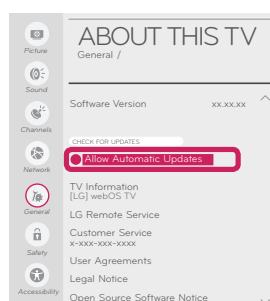 ABOUT THIS TV
General /
Picture
Sound
Channels
Network
General
Safety
Accessibility
Software Version xx.xx.xx
CHECK FOR UPDATES
Allow Automatic Updates
TV Information
[LG] webOS TV
LG Remote Service
Customer Service
x-xxx-xxx-xxxx
User Agreements
Legal Notice
Open Source Software Notice